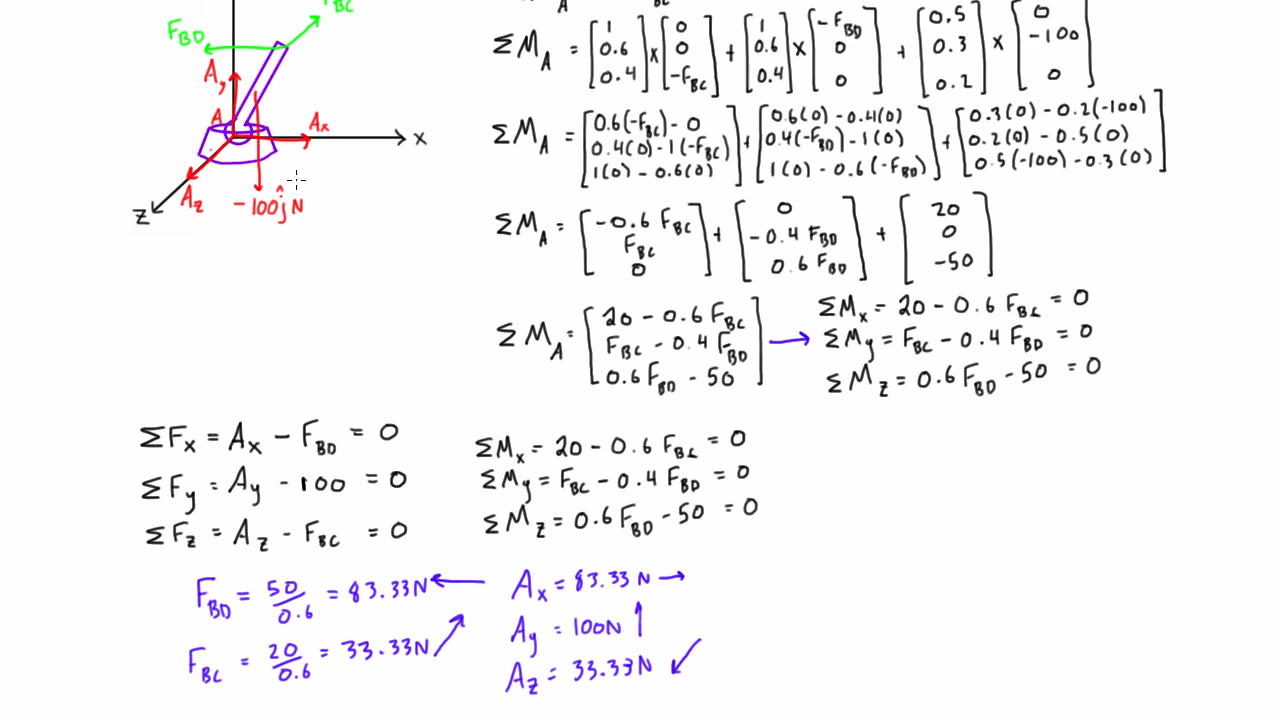 F_BC
F_BD
A_y
A
A_x
x
A_z
z
-100ĵ N
ΣM_A = [1 0.6 0.4] × [0 0 -F_BC] + [1 0.6 0.4] × [-F_BD 0 0] + [0.5 0.3 0.2] × [0 -100 0]
ΣM_A = [0.6(-F_BC) - 0 0.4(0) - 1(-F_BC) 1(0) - 0.6(0)] + [0.6(0) - 0.4(0) 0.4(-F_BD) - 1(0) 1(0) - 0.6(-F_BD)] + [0.3(0) - 0.2(-100) 0.2(0) - 0.5(0) 0.5(-100) - 0.3(0)]
ΣM_A = [-0.6 F_BC F_BC 0] + [0 -0.4 F_BD 0.6 F_BD] + [20 0 -50]
ΣM_A = [20 - 0.6 F_BC F_BC - 0.4 F_BD 0.6 F_BD - 50] →
ΣM_x = 20 - 0.6 F_BC = 0
ΣM_y = F_BC - 0.4 F_BD = 0
ΣM_z = 0.6 F_BD - 50 = 0
ΣF_x = A_x - F_BD = 0
ΣF_y = A_y - 100 = 0
ΣF_z = A_z - F_BC = 0
ΣM_x = 20 - 0.6 F_BC = 0
ΣM_y = F_BC - 0.4 F_BD = 0
ΣM_z = 0.6 F_BD - 50 = 0
F_BD = 50/0.6 = 83.33N ←
F_BC = 20/0.6 = 33.33N ↗
A_x = 83.33 N →
A_y = 100N ↑
A_z = 33.33N ↙